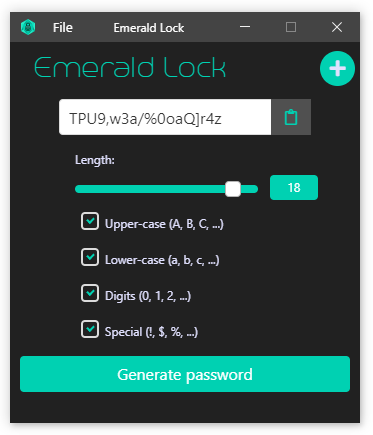 File Emerald Lock
Emerald Lock
TPU9,w3a/%0oaQ]r4z
Length:
18
Upper-case (A, B, C, ...)
Lower-case (a, b, c, ...)
Digits (0, 1, 2, ...)
Special (!, $, %, ...)
Generate password